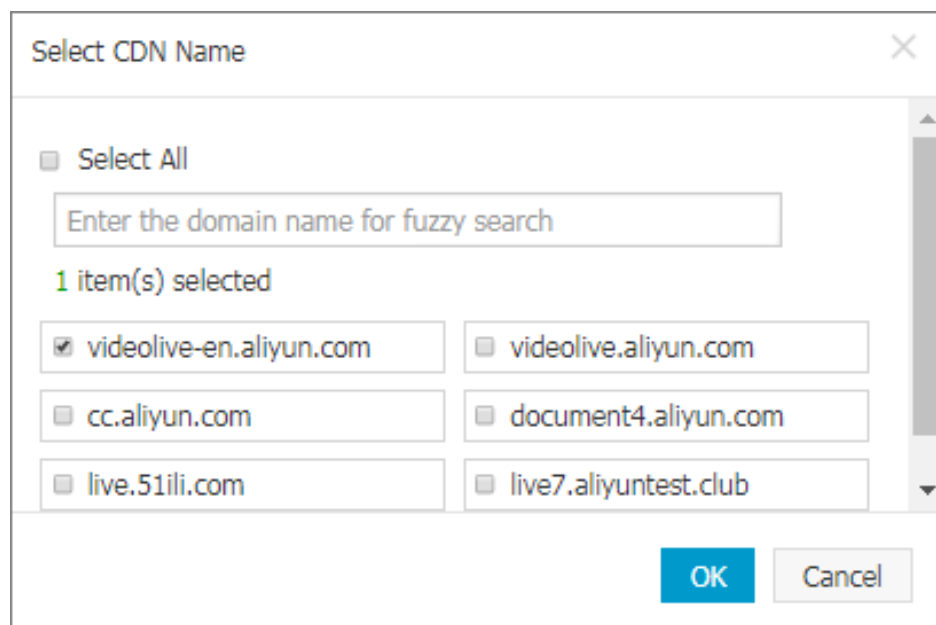 Select CDN Name
Select All
Enter the domain name for fuzzy search
1 item(s) selected
videolive-en.aliyun.com
videolive.aliyun.com
cc.aliyun.com
document4.aliyun.com
live.51ili.com
live7.aliyuntest.club
OK
Cancel